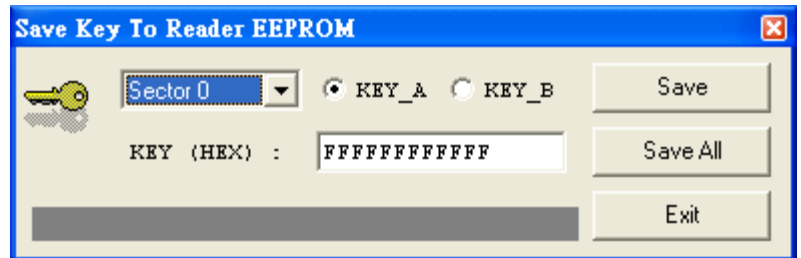 Save Key To Reader EEPROM
Sector 0 KEY_A KEY_B Save
KEY (HEX) : FFFFFFFFFFFF Save All
Exit